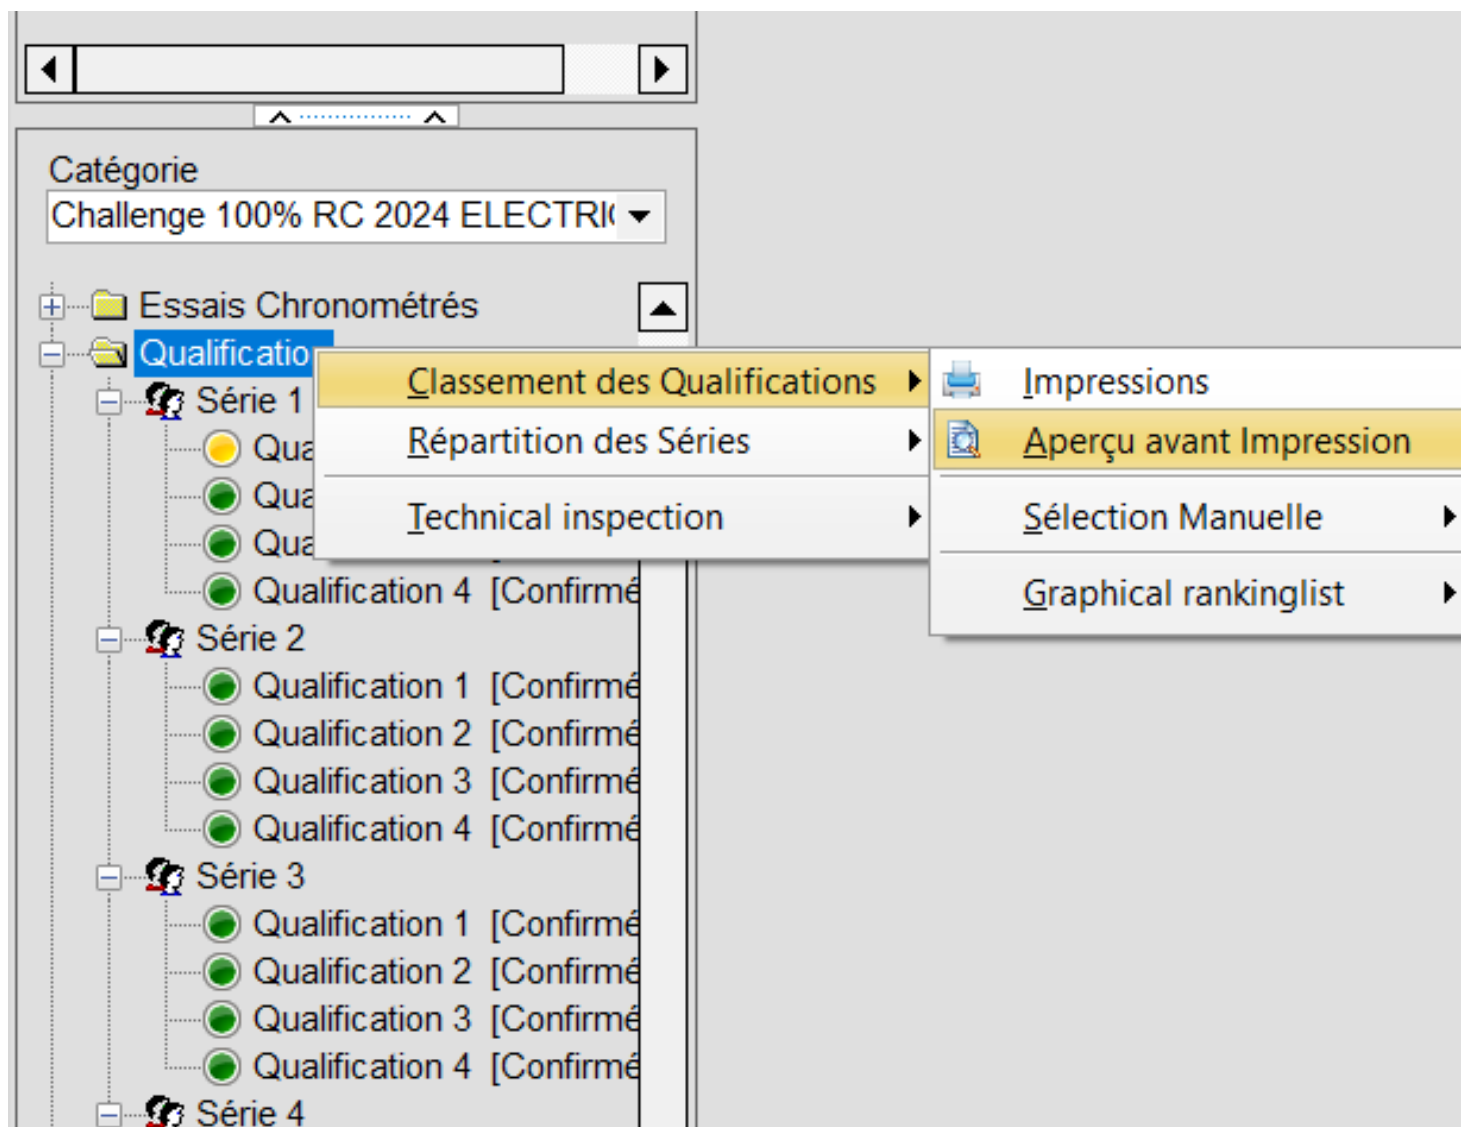 Catégorie
Challenge 100% RC 2024 ELECTRI
Essais Chronométrés
Qualificatio
Classement des Qualifications
Impressions
Série 1
Répartition des Séries
Aperçu avant Impression
Qua
Qua
Technical inspection
Sélection Manuelle
Qua
Qualification 4 [Confirmé
Graphical rankinglist
Série 2
Qualification 1 [Confirmé
Qualification 2 [Confirmé
Qualification 3 [Confirmé
Qualification 4 [Confirmé
Série 3
Qualification 1 [Confirmé
Qualification 2 [Confirmé
Qualification 3 [Confirmé
Qualification 4 [Confirmé
Série 4